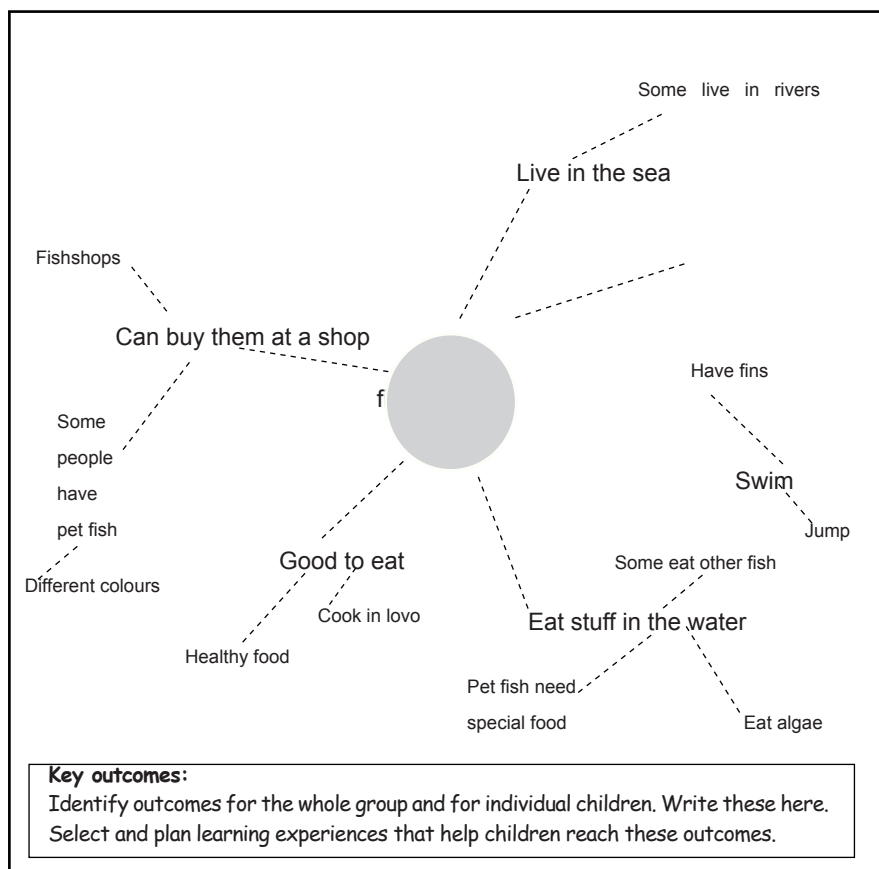 Some live in rivers
Live in the sea
Fishshops
Can buy them at a shop
Have fins
f
Some
people
have
pet fish
Swim
Jump
Good to eat
Some eat other fish
Different colours
Cook in lovo
Eat stuff in the water
Healthy food
Pet fish need
special food
Eat algae
Key outcomes:
Identify outcomes for the whole group and for individual children. Write these here.
Select and plan learning experiences that help children reach these outcomes.